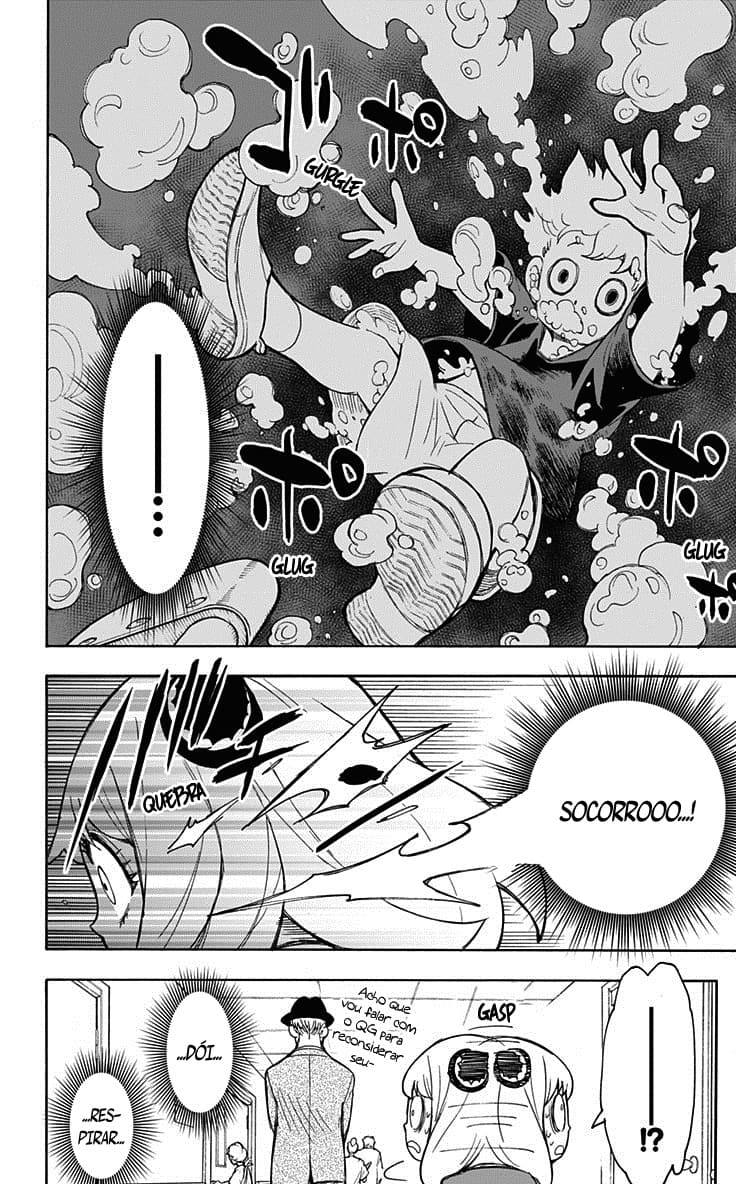 ポ
GURGLE
ポ
GLUG
ポ
GLUG
ポ
―...
SOCORROOO...!
QUEBRA
―!?
GASP
Acho que
vou falar com
o QG para
reconsiderar
seu-
...DÓI...
...RES-
PIRAR...